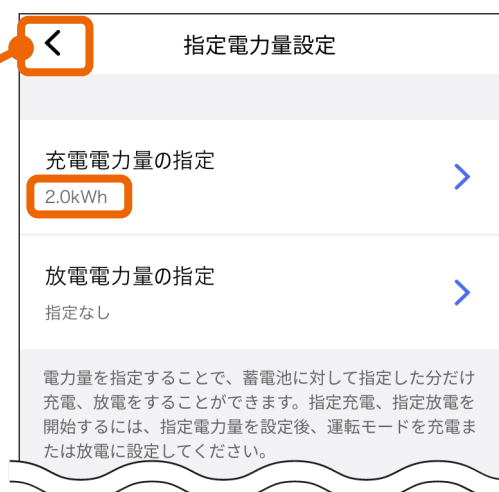 指定電力量設定
充電電力量の指定
2.0kWh
放電電力量の指定
指定なし
電力量を指定することで、蓄電池に対して指定した分だけ
充電、放電をすることができます。指定充電、指定放電を
開始するには、指定電力量を設定後、運転モードを充電ま
たは放電に設定してください。